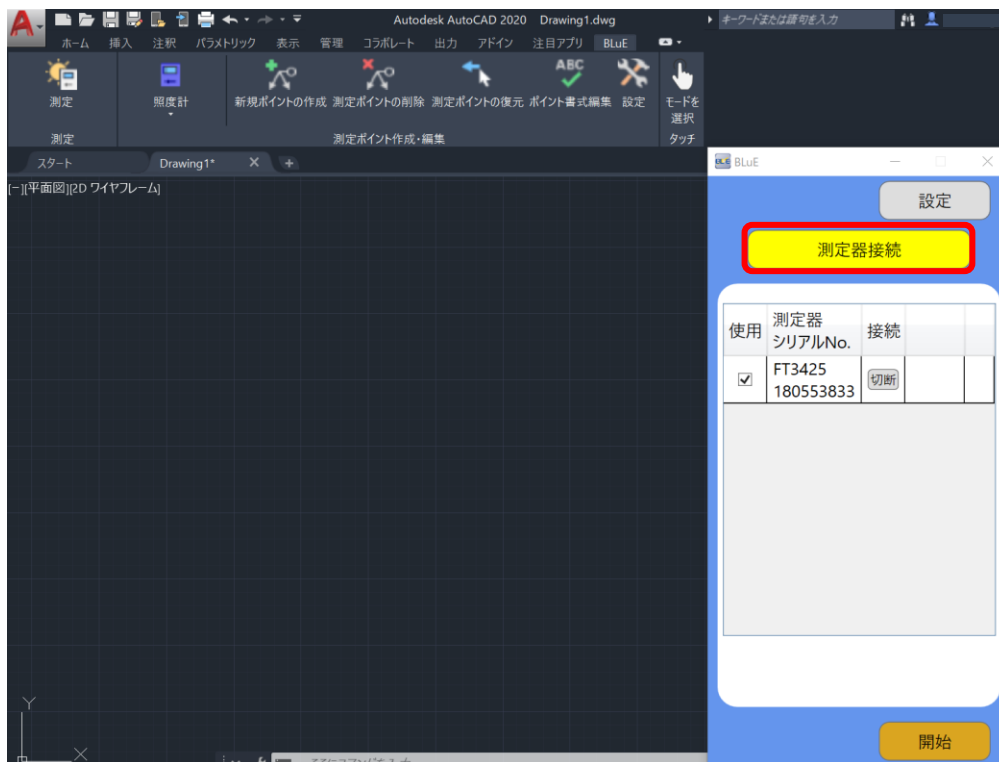 Autodesk AutoCAD 2020 Drawing1.dwg
キーワードまたは語句を入力
ホーム 挿入 注釈 パラメトリック 表示 管理 コラボレート 出力 アドイン 注目アプリ BLuE
ABC
測定 照度計 新規ポイントの作成 測定ポイントの削除 測定ポイントの復元 ポイント書式編集 設定 モードを
選択
測定 測定ポイント作成・編集 タッチ
スタート Drawing1* X +
[−][平面図][2D ワイヤフレーム]
BLuE
設定
測定器接続
使用 測定器 接続
シリアルNo.
FT3425 切断
180553833
Y
X
開始